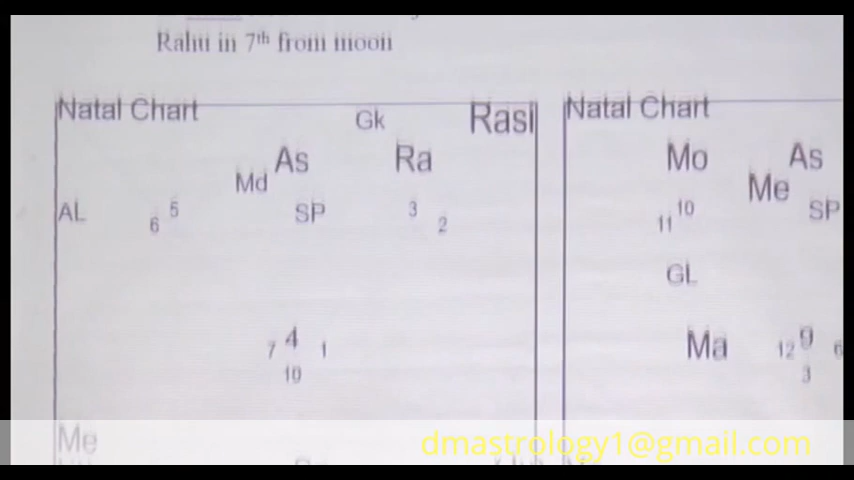 Rahu in 7th from moon
Natal Chart
Gk
Rasi
As
Ra
Md
AL
6 5
SP
3
2
7 4 1
10
Me
Natal Chart
Mo
As
Me
11 10
SP
GL
Ma
12 9 6
3
dmastrology1@gmail.com